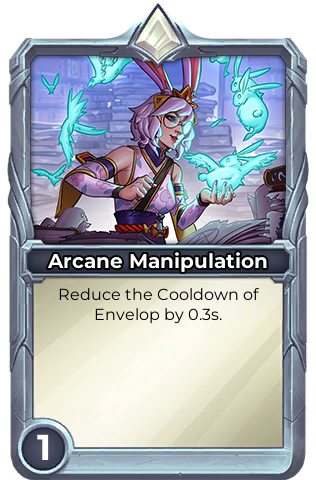 Arcane Manipulation
Reduce the Cooldown of
Envelop by 0.3s.
1